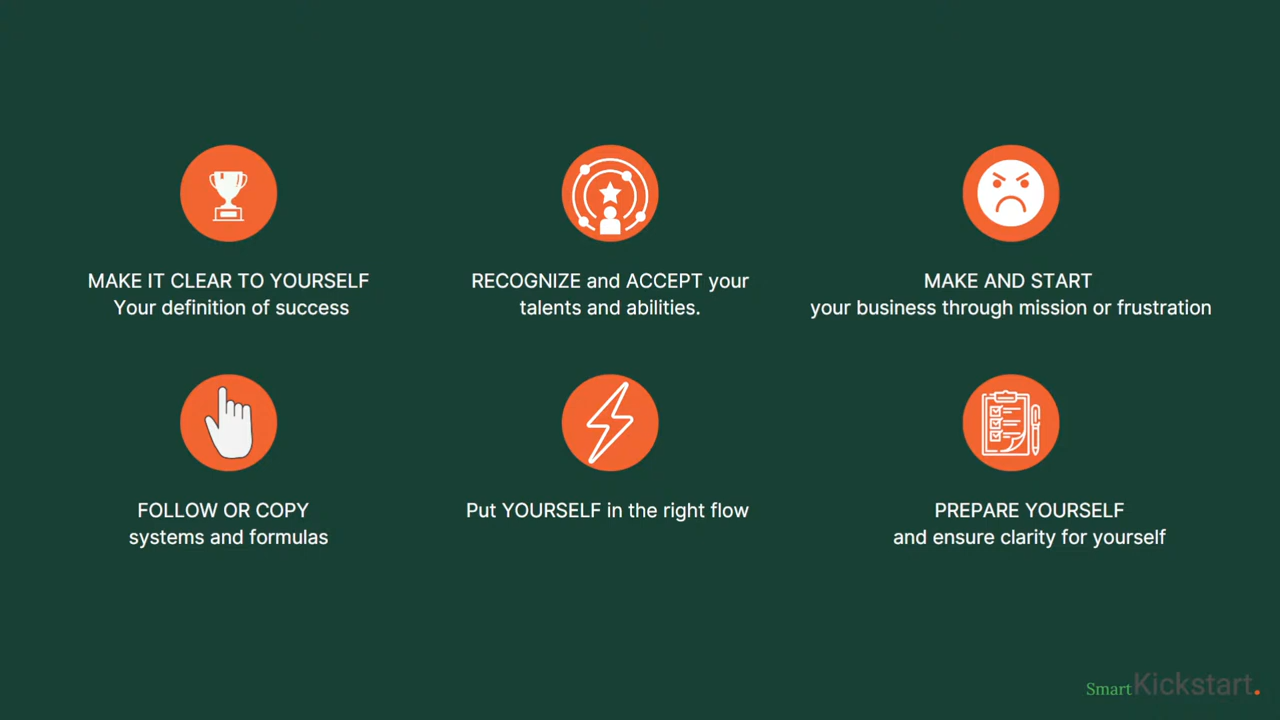 MAKE IT CLEAR TO YOURSELF
Your definition of success
RECOGNIZE and ACCEPT your
talents and abilities.
MAKE AND START
your business through mission or frustration
FOLLOW OR COPY
systems and formulas
Put YOURSELF in the right flow
PREPARE YOURSELF
and ensure clarity for yourself
SmartKickstart.